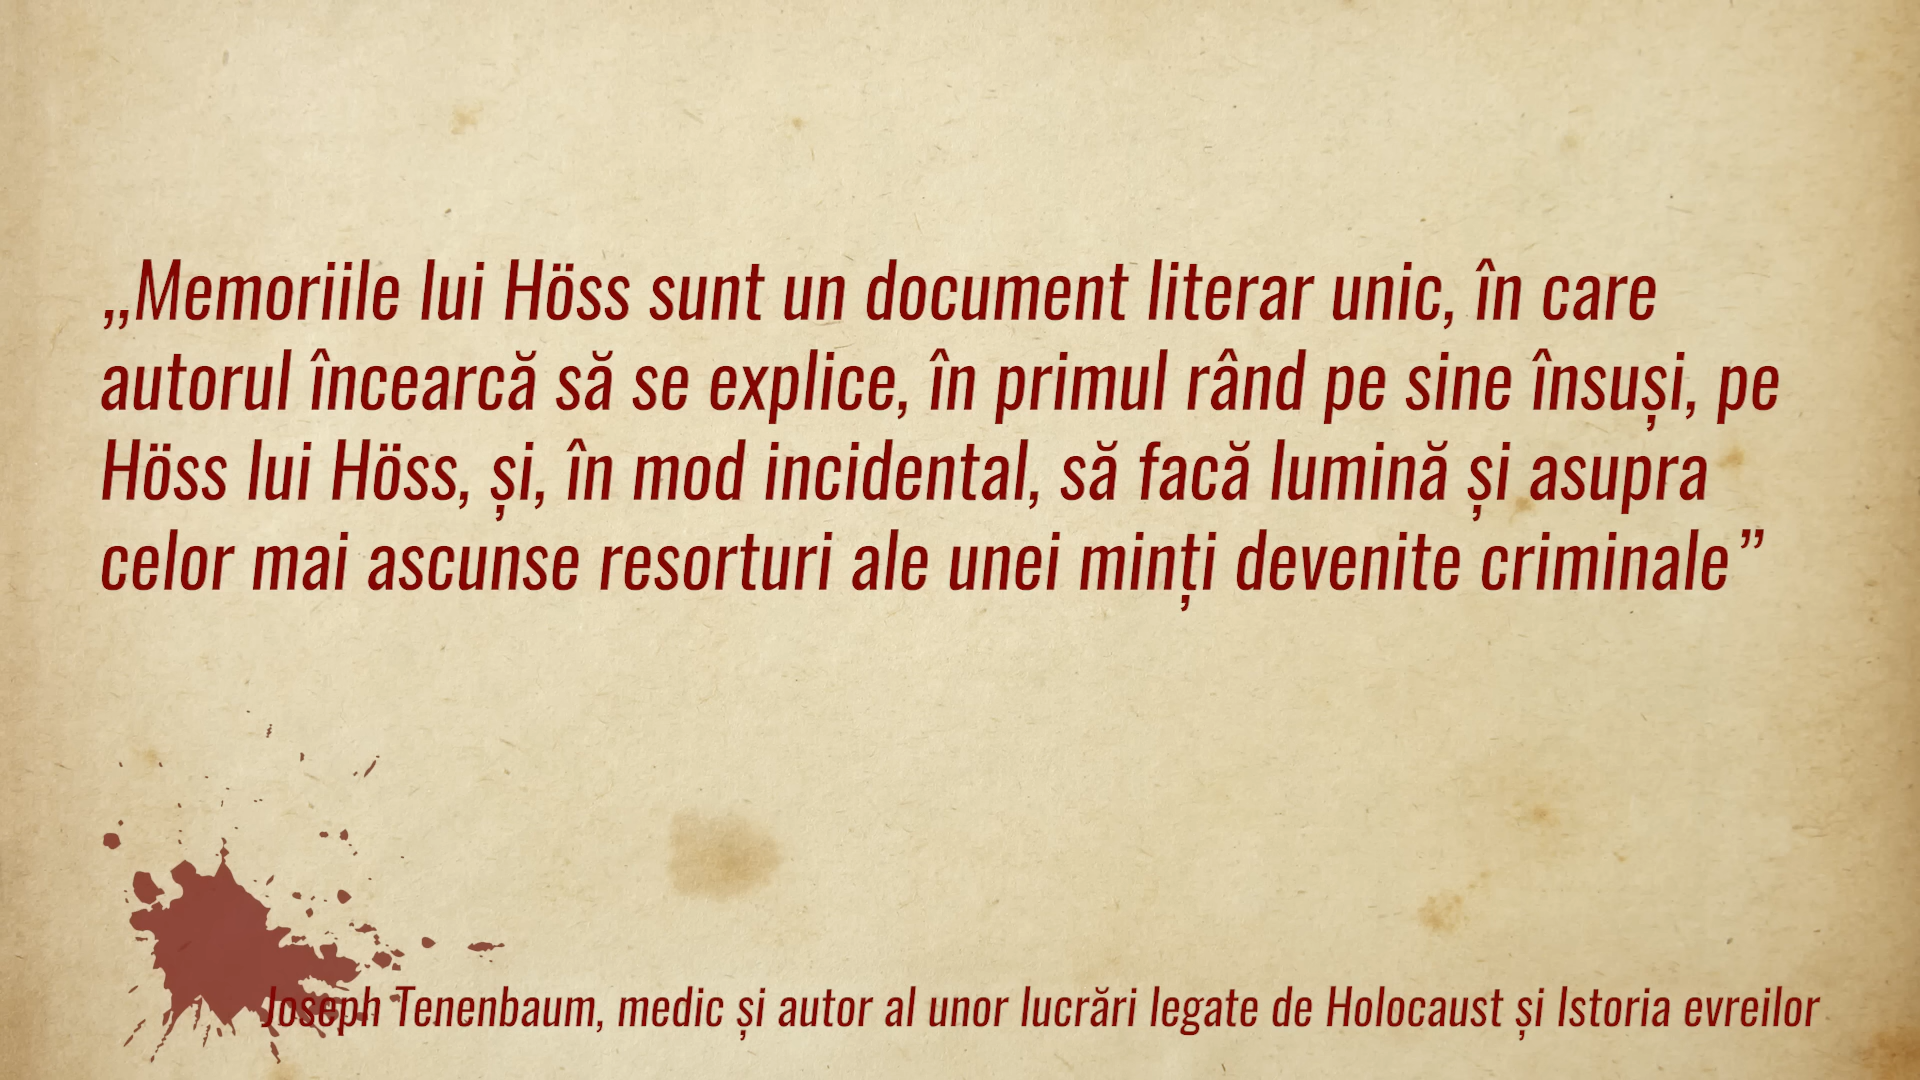 „Memoriile lui Höss sunt un document literar unic, în care
autorul încearcă să se explice, în primul rând pe sine însuși, pe
Höss lui Höss, și, în mod incidental, să facă lumină și asupra
celor mai ascunse resorturi ale unei minți devenite criminale”
Joseph Tenenbaum, medic și autor al unor lucrări legate de Holocaust și Istoria evreilor